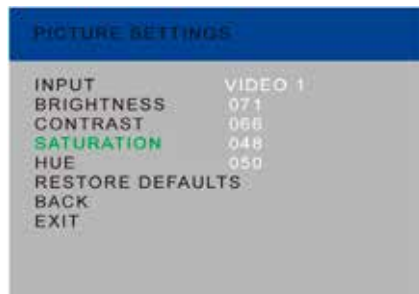 PICTURE SETTINGS
INPUT VIDEO 1
BRIGHTNESS 071
CONTRAST 066
SATURATION 048
HUE 050
RESTORE DEFAULTS
BACK
EXIT